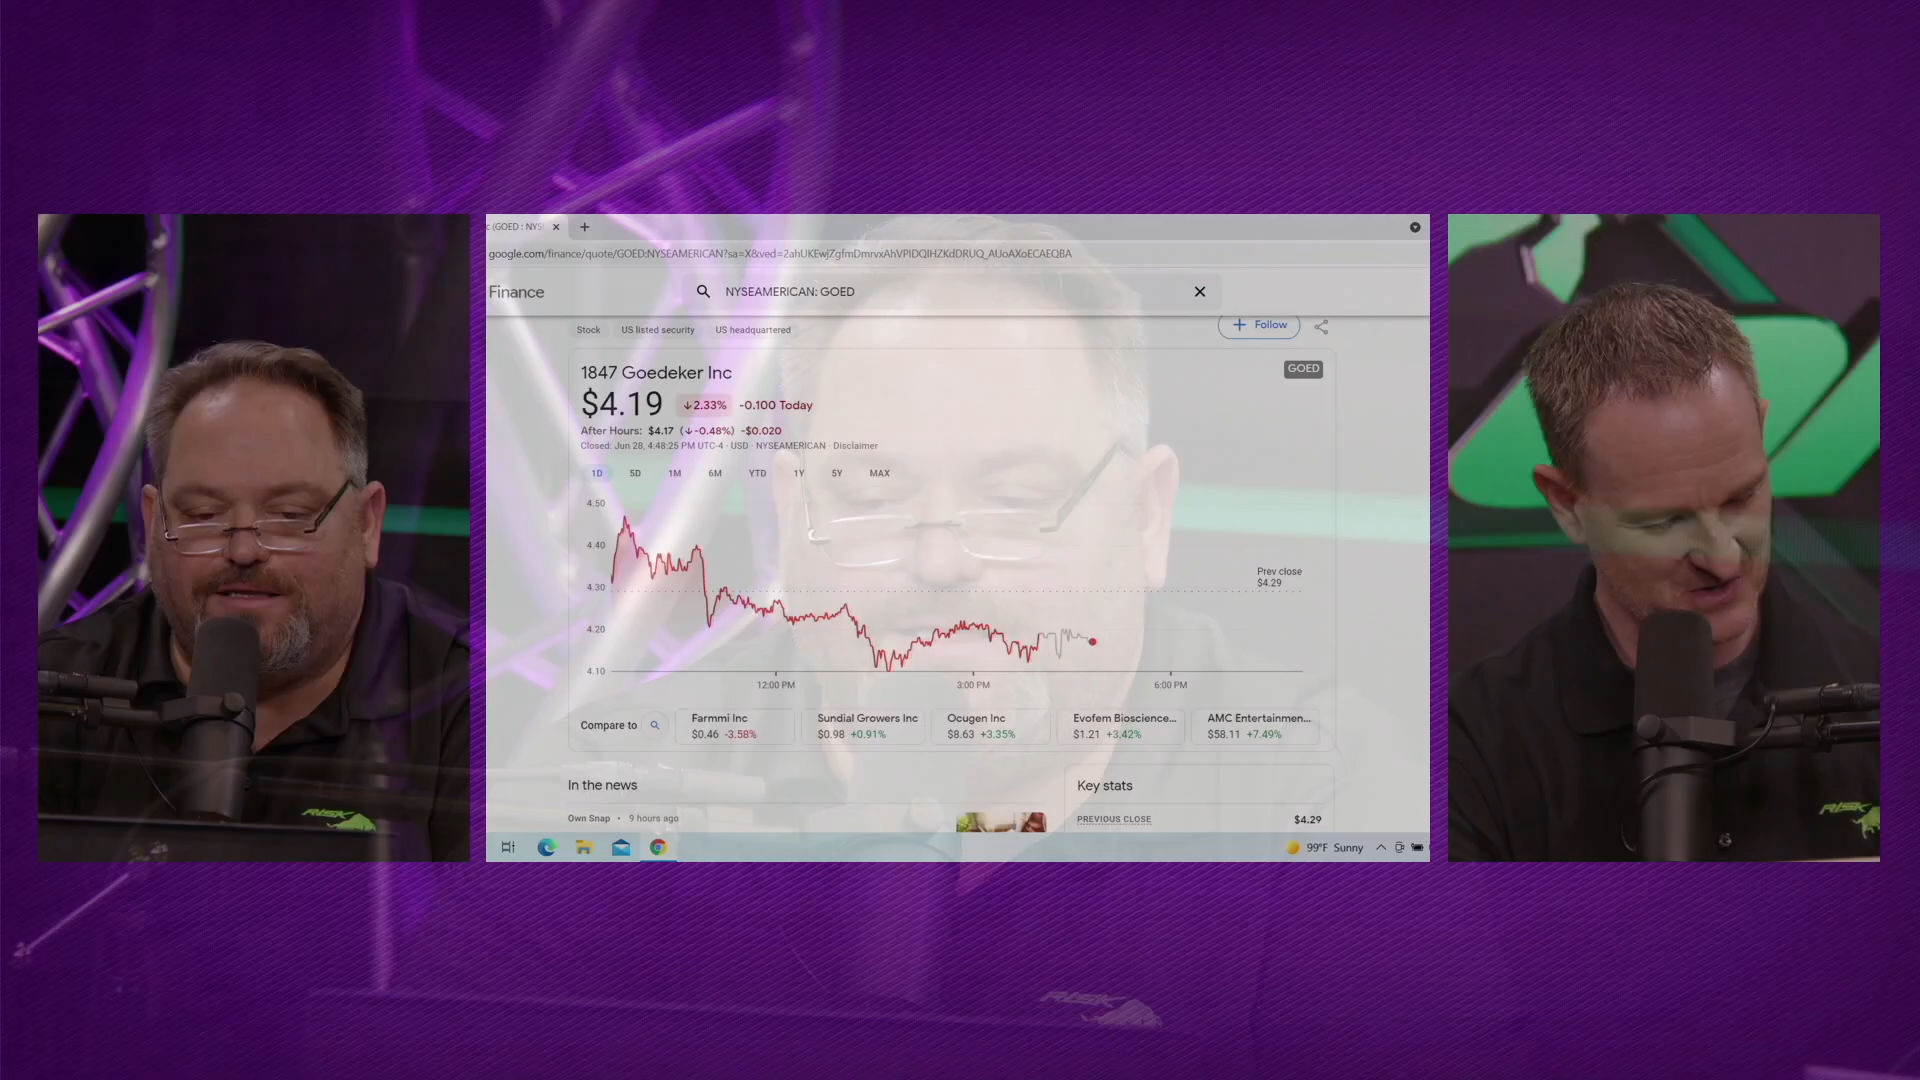 c (GOED : NYS
google.com/finance/quote/GOED:NYSEAMERICAN?sa=X&ved=2ahUKEwjZgfmDmrvxAhVPIDQIHZKdDRUQ_AUoAXoECAEQBA
Finance
NYSEAMERICAN: GOED
Stock US listed security US headquartered
+ Follow
1847 Goedeker Inc
GOED
$4.19 ↓2.33% -0.100 Today
After Hours: $4.17 (↓-0.48%) -$0.020
Closed: Jun 28, 4:48:25 PM UTC-4 · USD · NYSEAMERICAN · Disclaimer
1D 5D 1M 6M YTD 1Y 5Y MAX
4.50
4.40
4.30
4.20
4.10
Prev close
$4.29
12:00 PM 3:00 PM 6:00 PM
Compare to
Farmmi Inc
$0.46 -3.58%
Sundial Growers Inc
$0.98 +0.91%
Ocugen Inc
$8.63 +3.35%
Evofem Bioscience...
$1.21 +3.42%
AMC Entertainmen...
$58.11 +7.49%
In the news
Own Snap · 9 hours ago
Key stats
PREVIOUS CLOSE $4.29
99°F Sunny
RISK
RISK
RISK